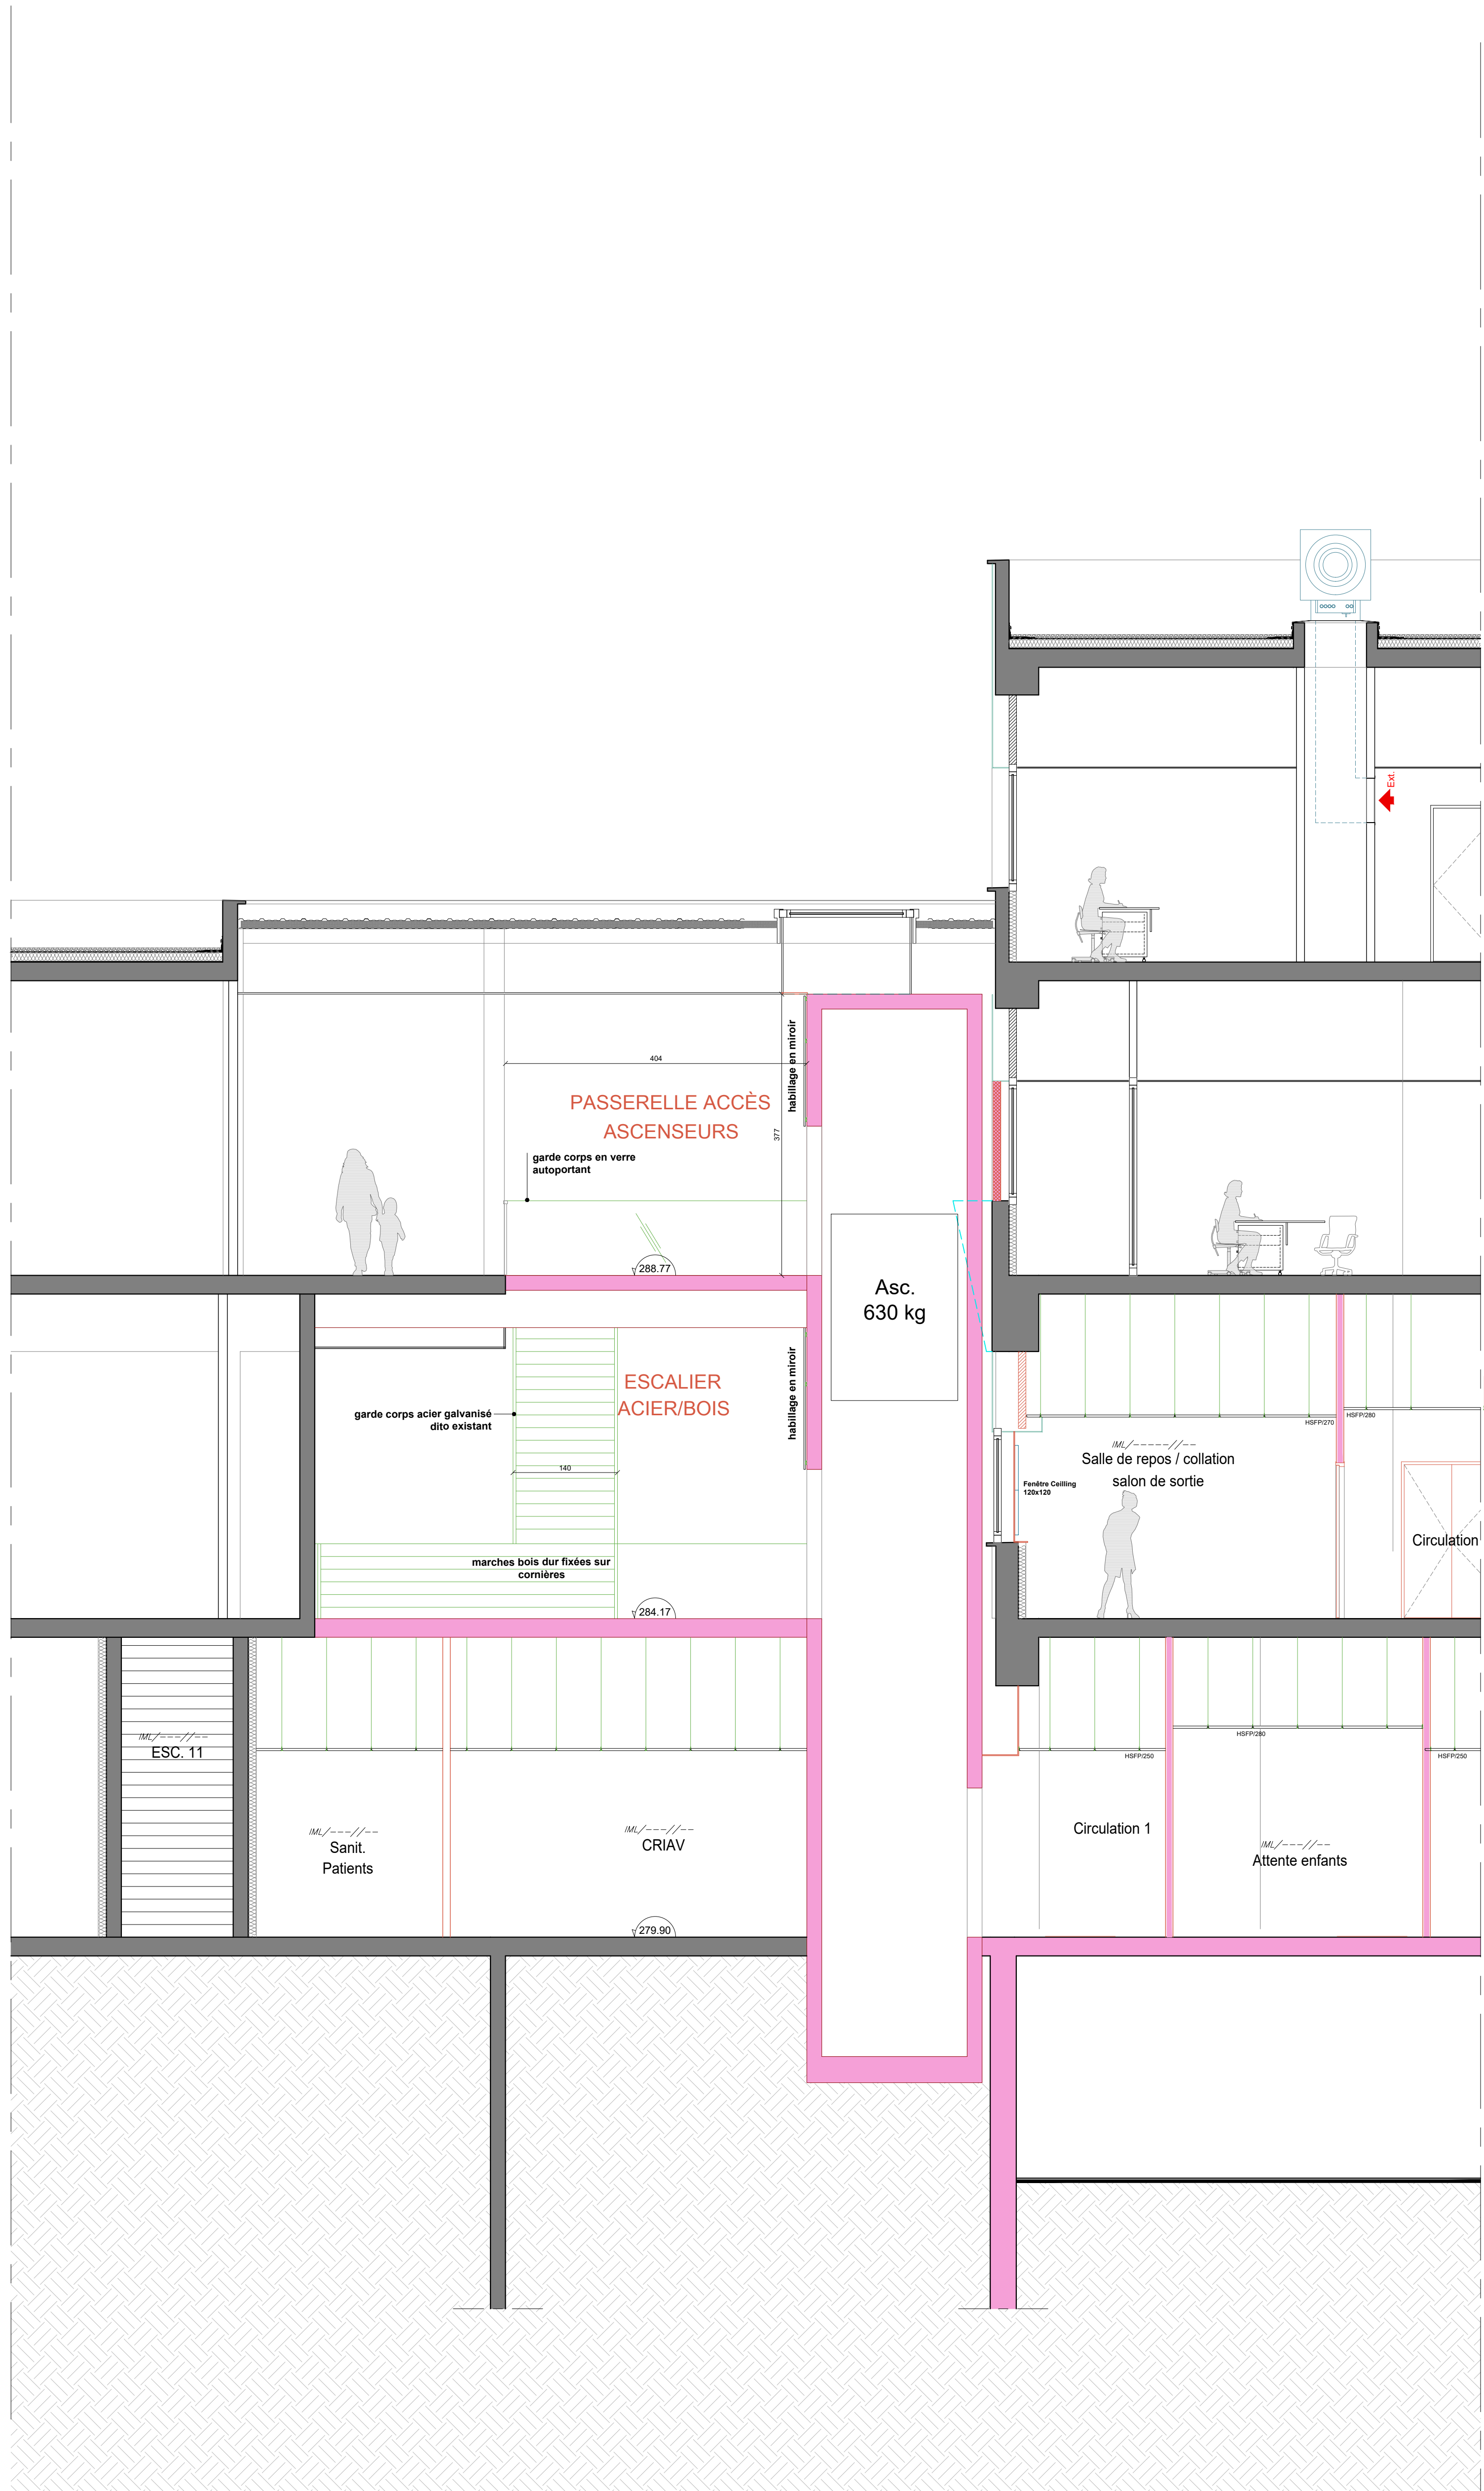 Ext.
habillage en miroir
404
PASSERELLE ACCÈS
ASCENSEURS
377
garde corps en verre
autoportant
288.77
Asc.
630 kg
habillage en miroir
ESCALIER
ACIER/BOIS
garde corps acier galvanisé
dito existant
140
HSFP/270
HSFP/280
IML/-----//--
Salle de repos / collation
salon de sortie
Fenêtre Ceilling
120x120
Circulation
marches bois dur fixées sur
cornières
284.17
IML/---//--
ESC. 11
HSFP/280
HSFP/250
HSFP/250
IML/---//--
Sanit.
Patients
IML/---//--
CRIAV
Circulation 1
IML/---//--
Attente enfants
279.90